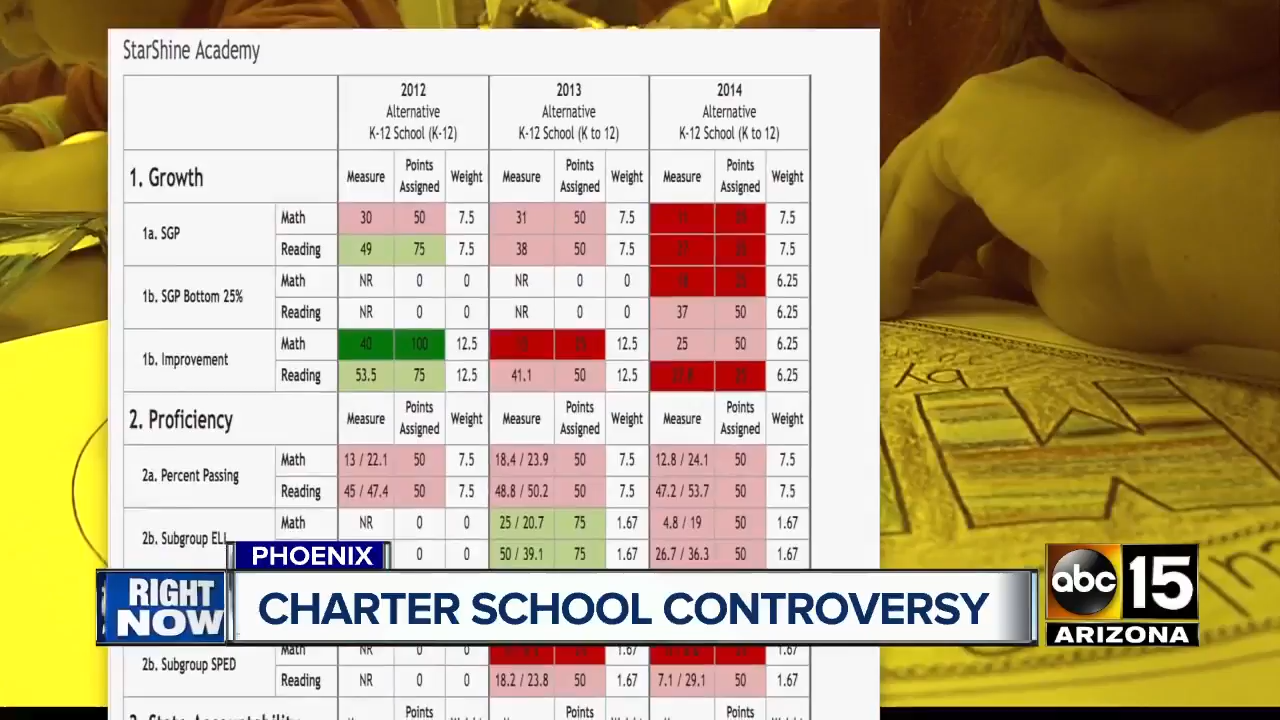 StarShine Academy
2012 2013 2014
Alternative Alternative Alternative
K-12 School (K-12) K-12 School (K to 12) K-12 School (K to 12)
1. Growth Measure Points Assigned Weight Measure Points Assigned Weight Measure Points Assigned Weight
1a. SGP
Math 30 50 7.5 31 50 7.5 7.5
Reading 49 75 7.5 38 50 7.5 7.5
1b. SGP Bottom 25%
Math NR 0 0 NR 0 0 6.25
Reading NR 0 0 NR 0 0 37 50 6.25
1b. Improvement
Math 40 100 12.5 12.5 25 50 6.25
Reading 53.5 75 12.5 41.1 50 12.5 6.25
2. Proficiency Measure Points Assigned Weight Measure Points Assigned Weight Measure Points Assigned Weight
2a. Percent Passing
Math 13 / 22.1 50 7.5 18.4 / 23.9 50 7.5 12.8 / 24.1 50 7.5
Reading 45 / 47.4 50 7.5 48.8 / 50.2 50 7.5 47.2 / 53.7 50 7.5
2b. Subgroup ELL
Math NR 0 0 25 / 20.7 75 1.67 4.8 / 19 50 1.67
0 0 50 / 39.1 75 1.67 26.7 / 36.3 50 1.67
PHOENIX
RIGHT NOW
CHARTER SCHOOL CONTROVERSY
abc 15
ARIZONA
2b. Subgroup SPED
Math NR 0 0 1.67 1.67
Reading NR 0 0 18.2 / 23.8 50 1.67 7.1 / 29.1 50 1.67
Points Points Points